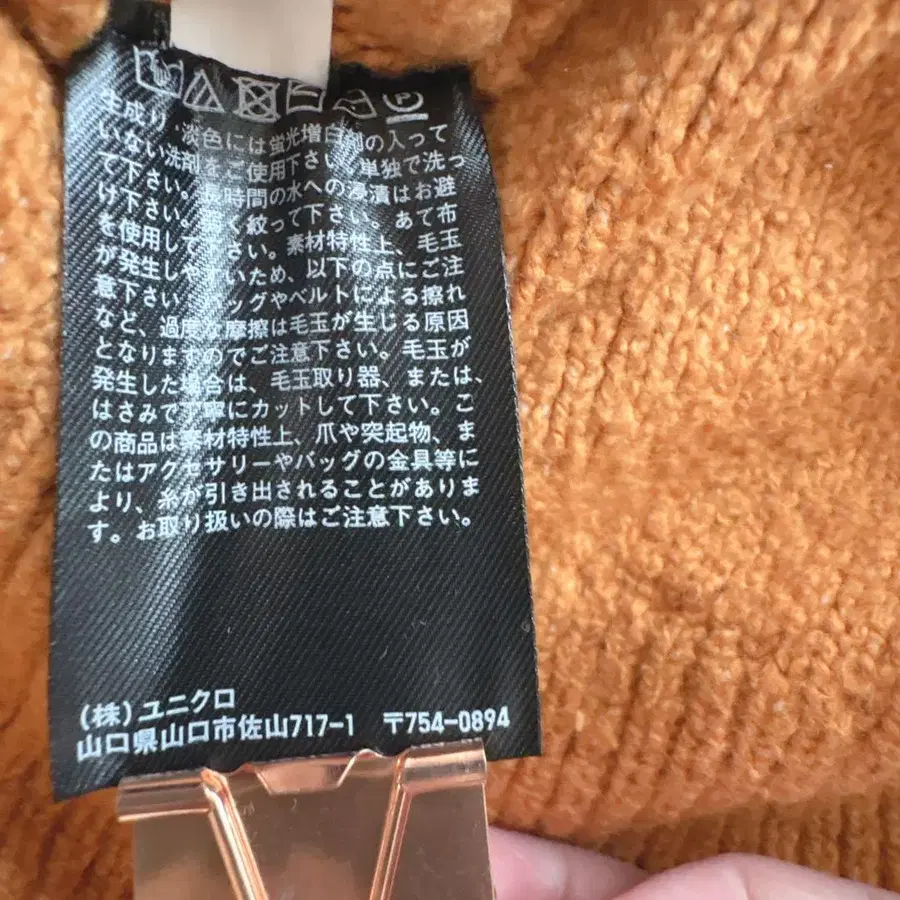 P
生成り・淡色には蛍光増白剤の入って
いない洗剤をご使用下さい。単独で洗っ
て下さい。長時間の水への浸漬はお避
け下さい。弱く絞って下さい。あて布
を使用して下さい。素材特性上、毛玉
が発生しやすいため、以下の点にご注
意下さい。バッグやベルトによる擦れ
など、過度な摩擦は毛玉が生じる原因
となりますのでご注意下さい。毛玉が
発生した場合は、毛玉取り器、または、
はさみで丁寧にカットして下さい。こ
の商品は素材特性上、爪や突起物、ま
たはアクセサリーやバッグの金具等に
より、糸が引き出されることがありま
す。お取り扱いの際はご注意下さい。
(株)ユニクロ
山口県山口市佐山717-1 〒754-0894